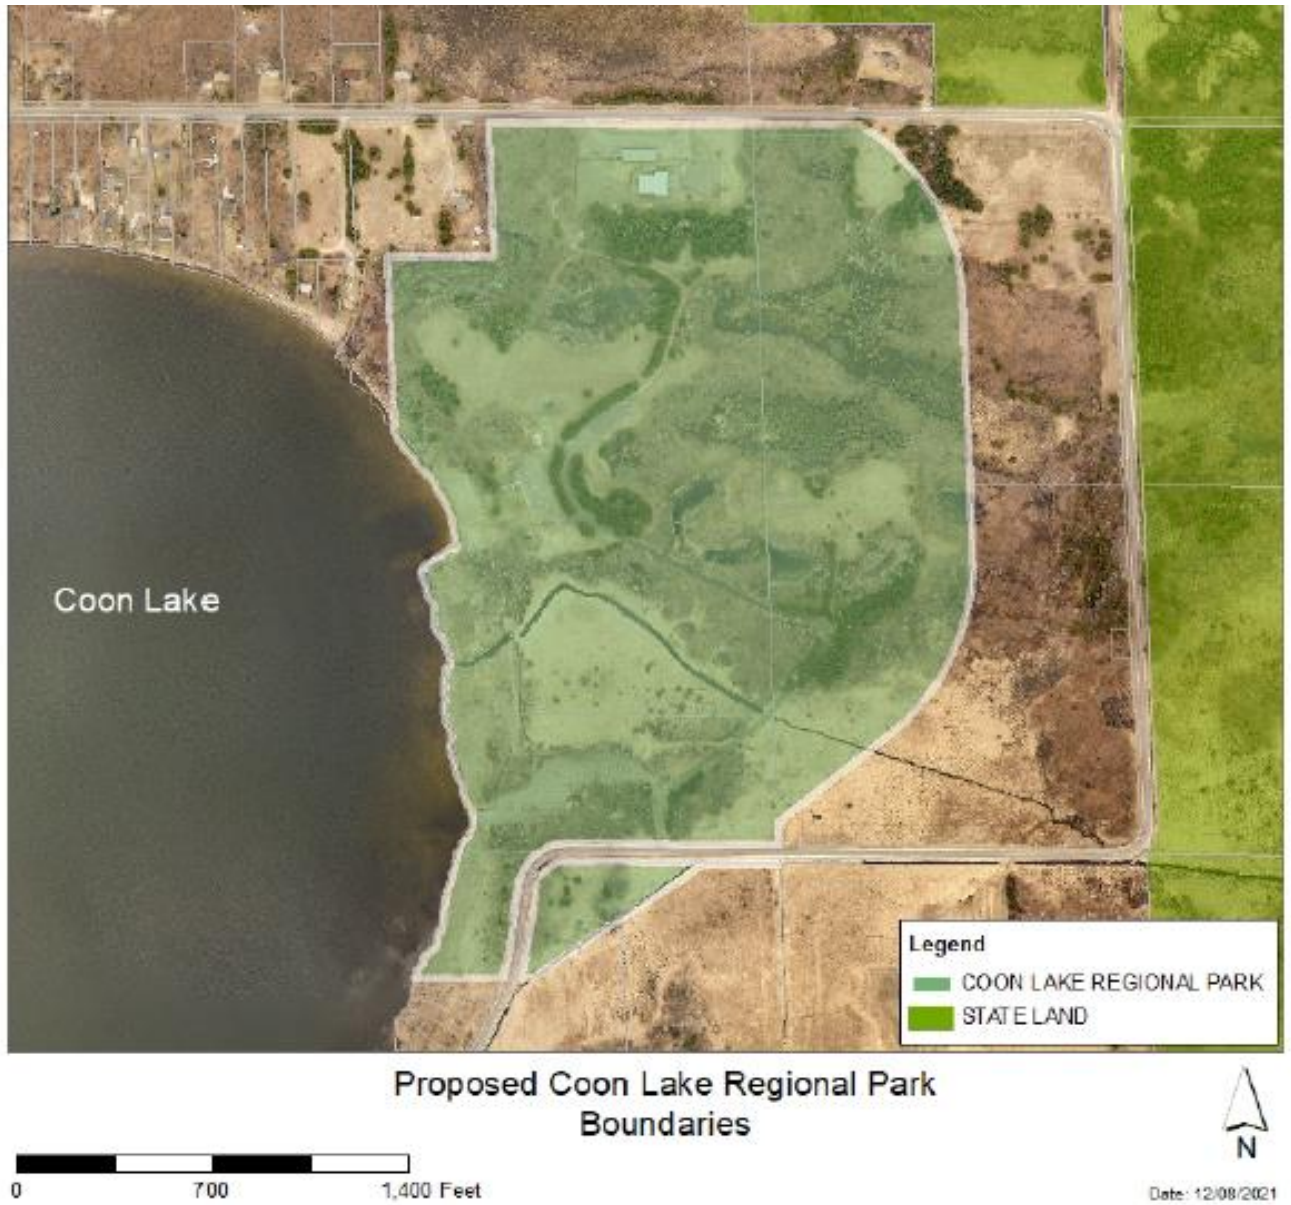 Coon Lake
Legend
COON LAKE REGIONAL PARK
STATE LAND
Proposed Coon Lake Regional Park
Boundaries
N
0 700 1,400 Feet
Date: 12/08/2021